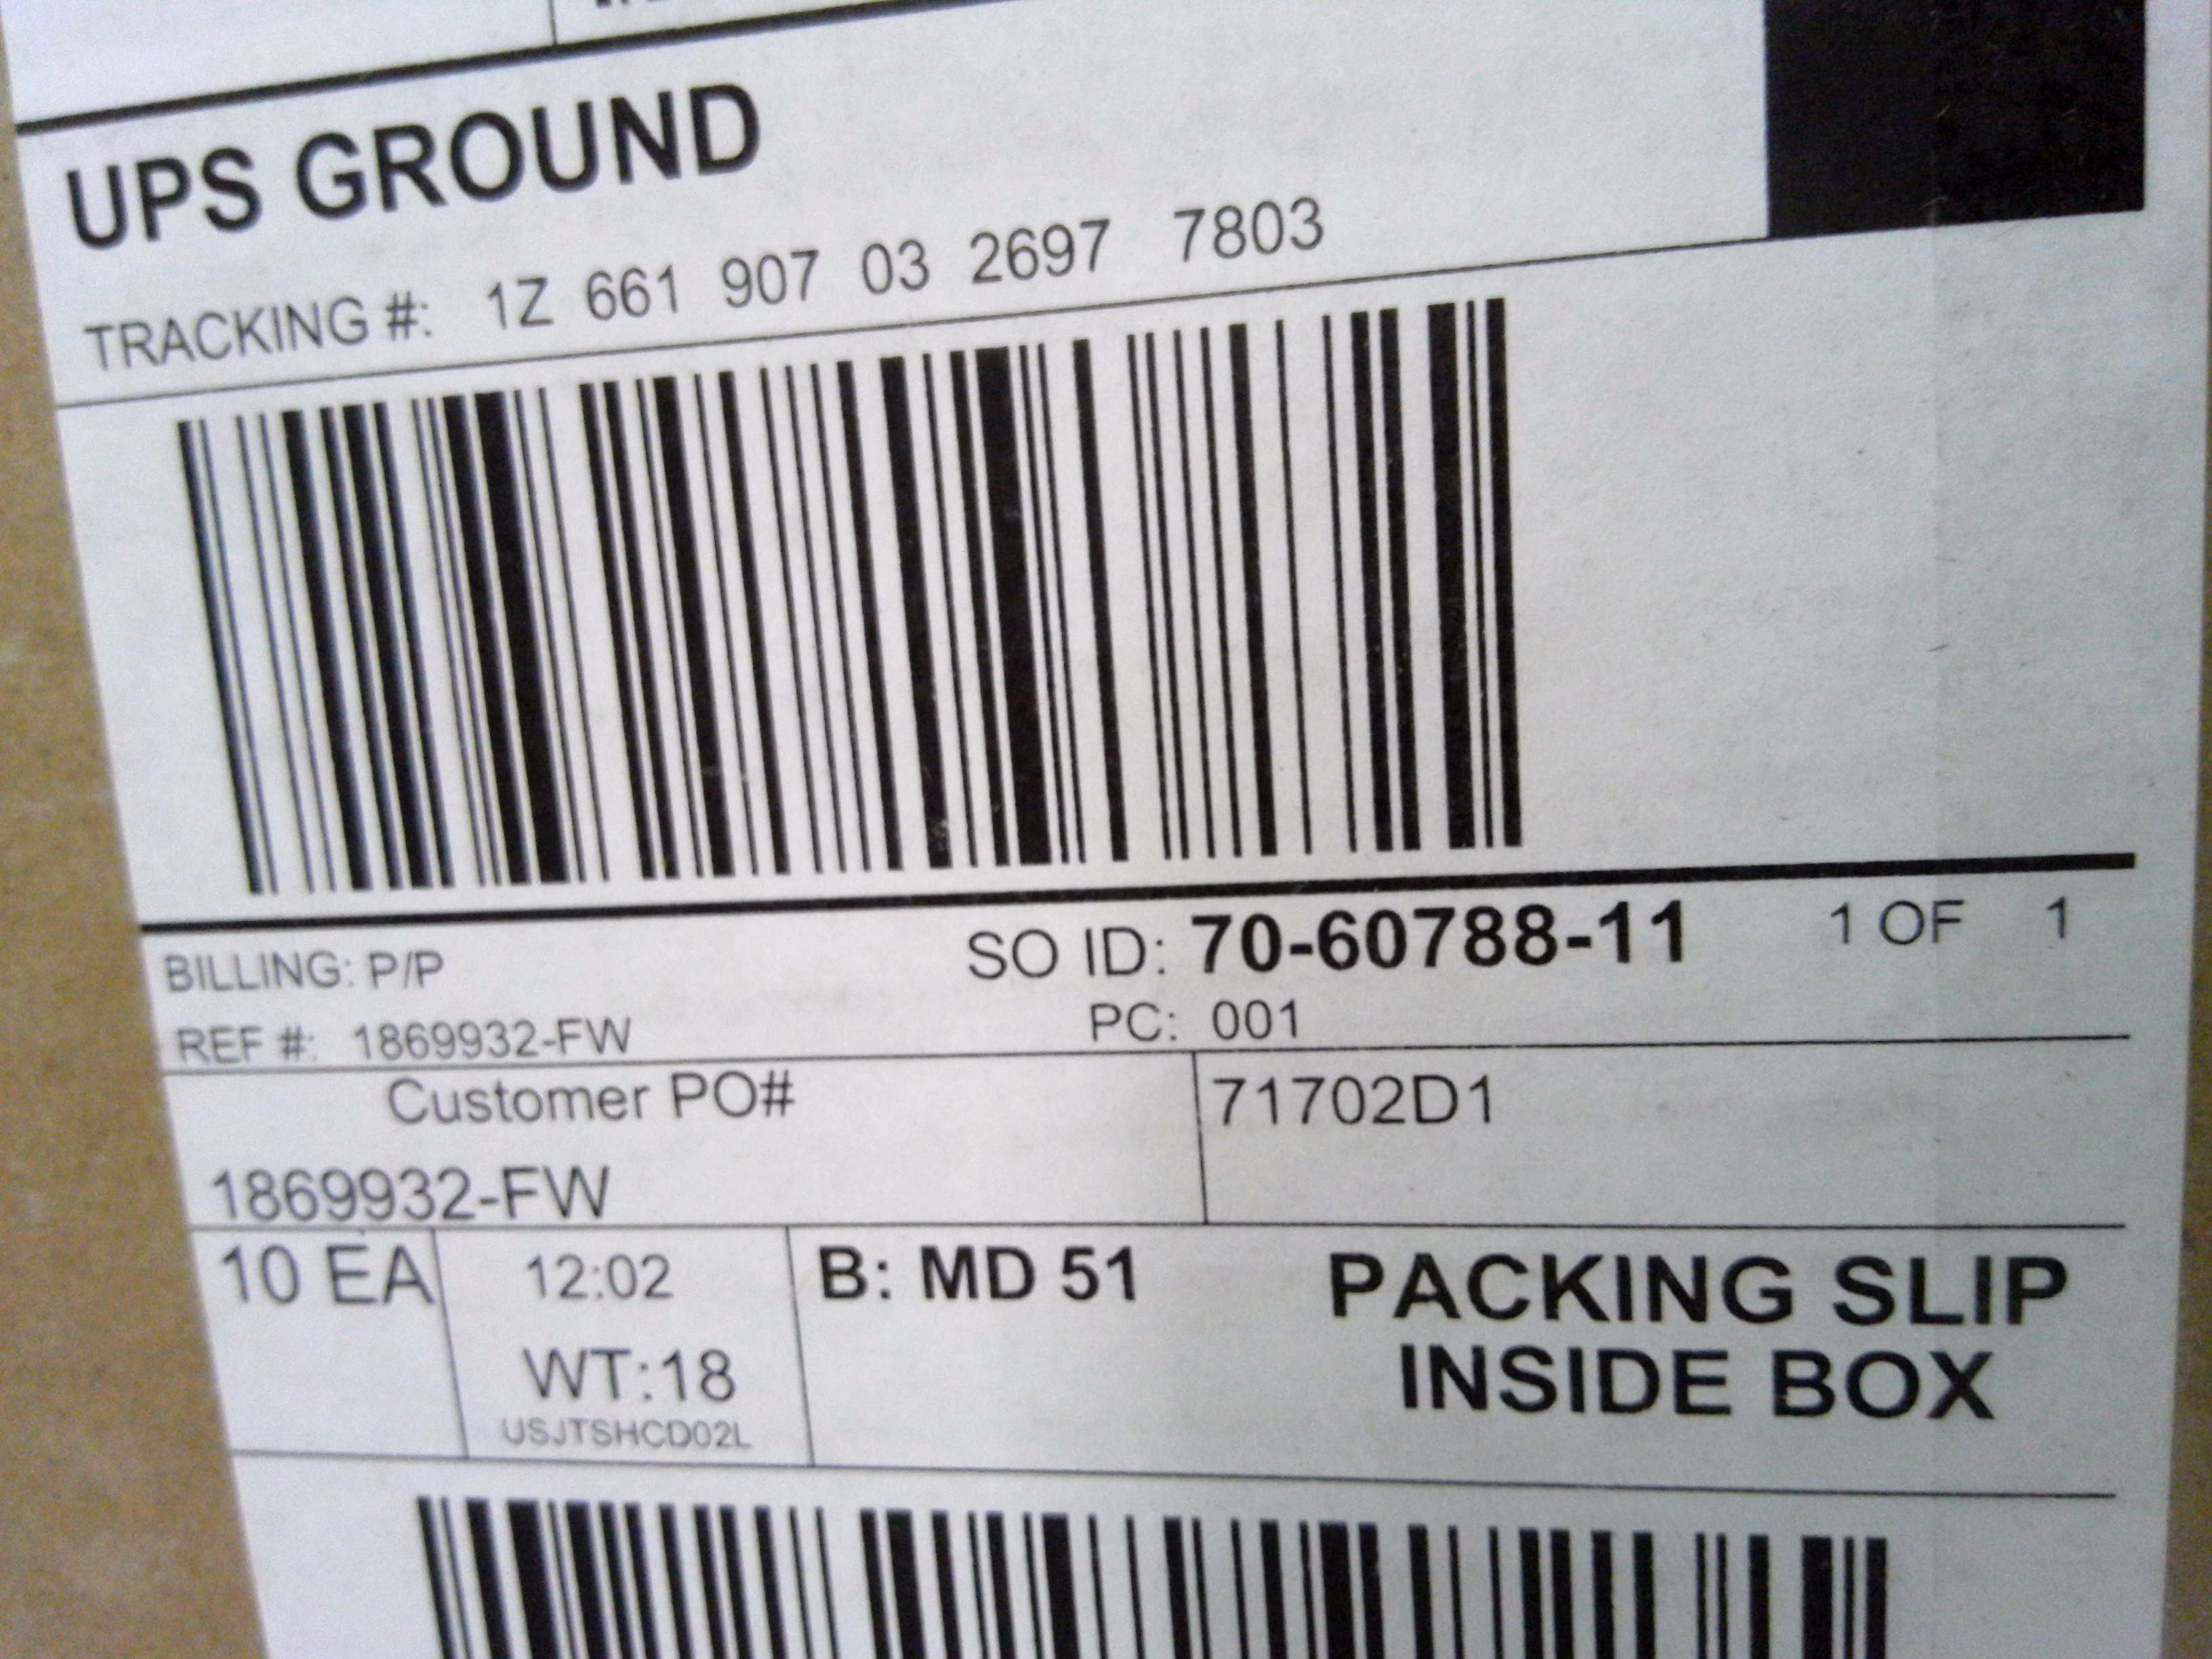 UPS GROUND
TRACKING #: 1Z 661 907 03 2697 7803
BILLING: P/P
SO ID: 70-60788-11 1 OF 1
REF #: 1869932-FW
PC: 001
Customer PO#
71702D1
1869932-FW
10 EA
12:02
WT:18
USJTSHCD02L
B: MD 51
PACKING SLIP
INSIDE BOX